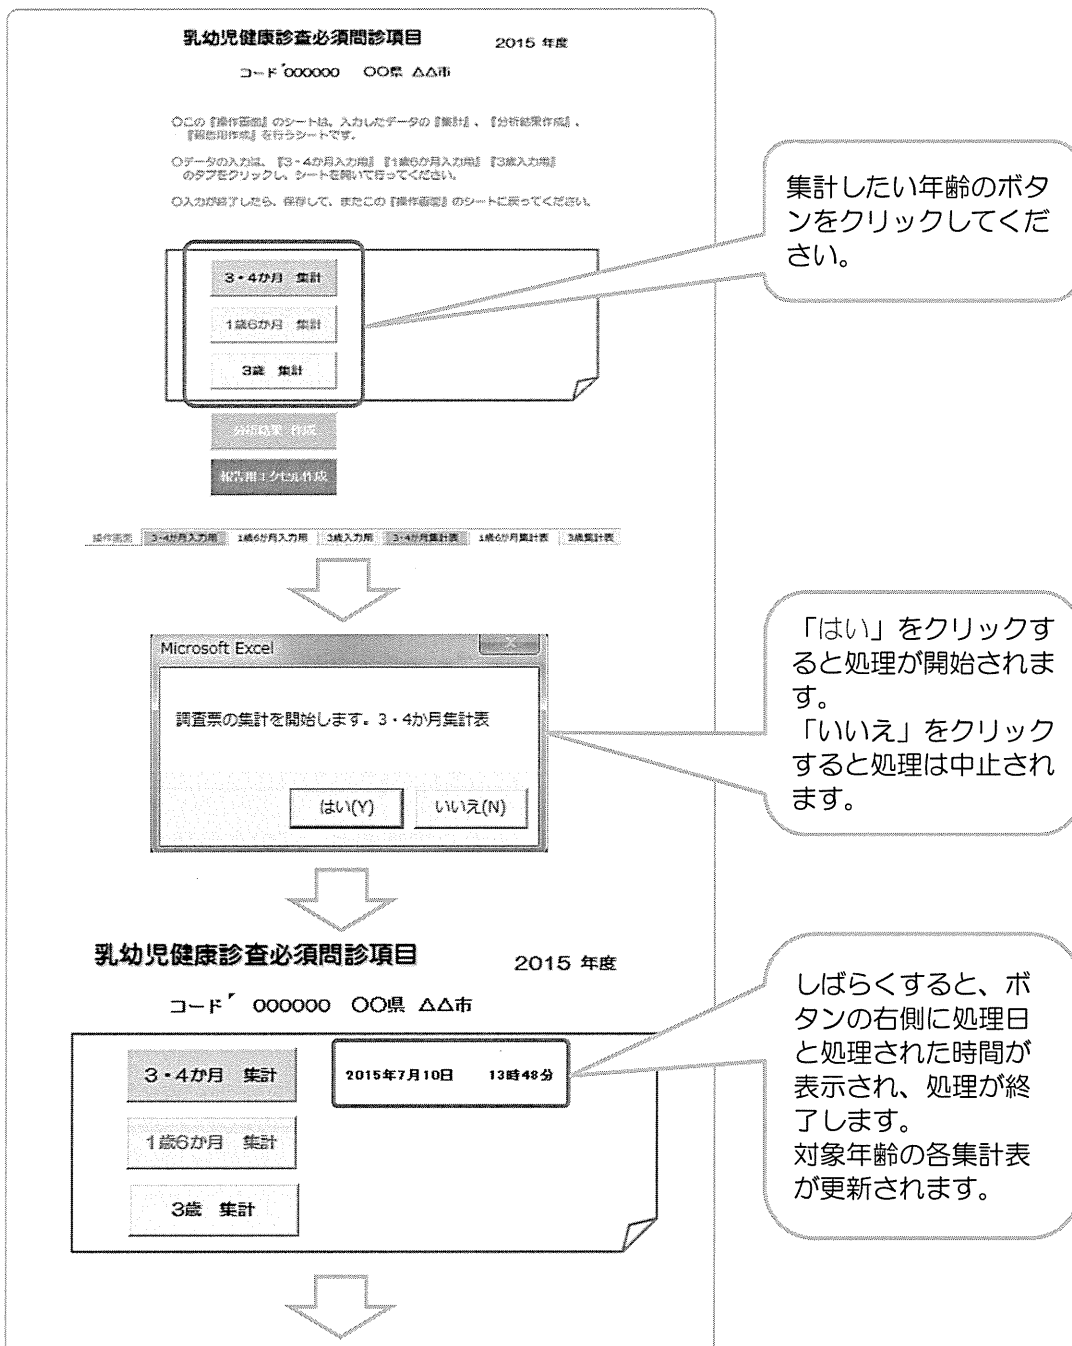 乳幼児健康診査必須問診項目 2015 年度
コード 000000 〇〇県 △△市
〇この『操作画面』のシートは、入力したデータの『集計』、『分析結果作成』、
『報告用作成』を行うシートです。
〇データの入力は、『3・4か月入力用』『1歳6か月入力用』『3歳入力用』
のタブをクリックし、シートを開いて行ってください。
〇入力が終了したら、保存して、またこの『操作画面』のシートに戻ってください。
3・4か月 集計
1歳6か月 集計
3歳 集計
分析結果 作成
報告用エクセル作成
集計したい年齢のボタ
ンをクリックしてくだ
さい。
操作画面 3・4か月入力用 1歳6か月入力用 3歳入力用 3・4か月集計表 1歳6か月集計表 3歳集計表
Microsoft Excel
調査票の集計を開始します。3・4か月集計表
はい(Y) いいえ(N)
「はい」をクリックす
ると処理が開始されま
す。
「いいえ」をクリック
すると処理は中止され
ます。
乳幼児健康診査必須問診項目 2015 年度
コード 000000 〇〇県 △△市
3・4か月 集計 2015年7月10日 13時48分
1歳6か月 集計
3歳 集計
しばらくすると、ボ
タンの右側に処理日
と処理された時間が
表示され、処理が終
了します。
対象年齢の各集計表
が更新されます。